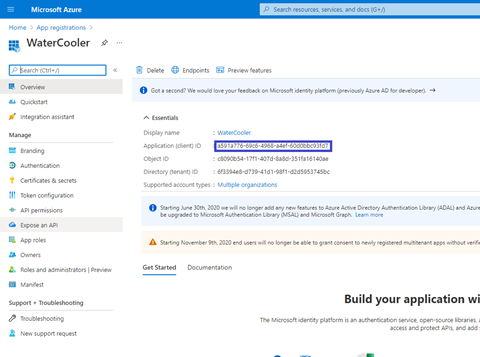 Microsoft Azure
Search resources, services, and docs (G+/)
Home > App registrations >
WaterCooler
Search (Ctrl+/)
Overview
Quickstart
Integration assistant
Manage
Branding
Authentication
Certificates & secrets
Token configuration
API permissions
Expose an API
App roles
Owners
Roles and administrators | Preview
Manifest
Support + Troubleshooting
Troubleshooting
New support request
Delete
Endpoints
Preview features
Got a second? We would love your feedback on Microsoft identity platform (previously Azure AD for developer). →
Essentials
Display name : WaterCooler
Application (client) ID : a591a776-69c6-4968-a4ef-60d0bbc93fd7
Object ID : c8090b54-17f1-407d-8a8d-351fa16140ae
Directory (tenant) ID : 6f3394e8-d739-41d1-98f1-d2d5953745bc
Supported account types : Multiple organizations
Starting June 30th, 2020 we will no longer add any new features to Azure Active Directory Authentication Library (ADAL) and Azure
be upgraded to Microsoft Authentication Library (MSAL) and Microsoft Graph. Learn more
Starting November 9th, 2020 end users will no longer be able to grant consent to newly registered multitenant apps without verifie
Get Started
Documentation
Build your application wi
The Microsoft identity platform is an authentication service, open-source libraries, a
access and protect APIs, and add s